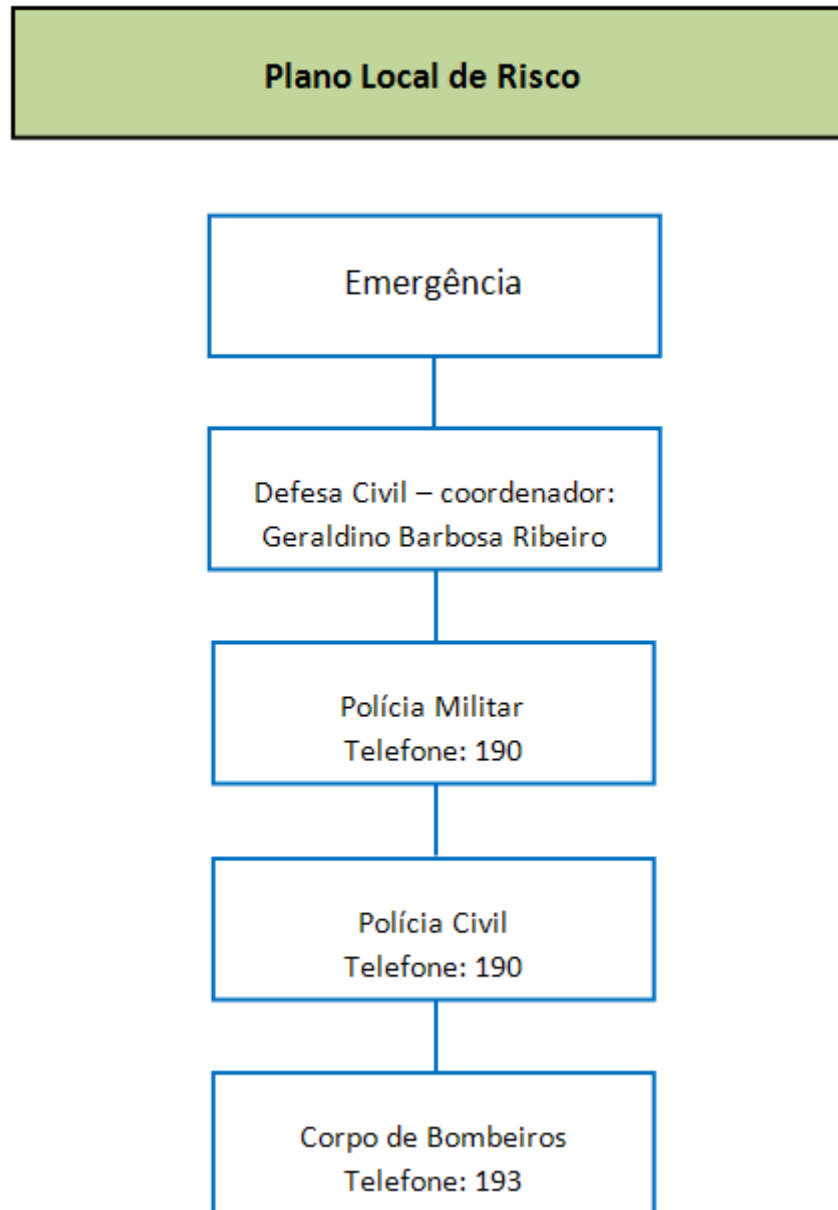 Plano Local de Risco
Emergência
Defesa Civil – coordenador:
Geraldino Barbosa Ribeiro
Polícia Militar
Telefone: 190
Polícia Civil
Telefone: 190
Corpo de Bombeiros
Telefone: 193